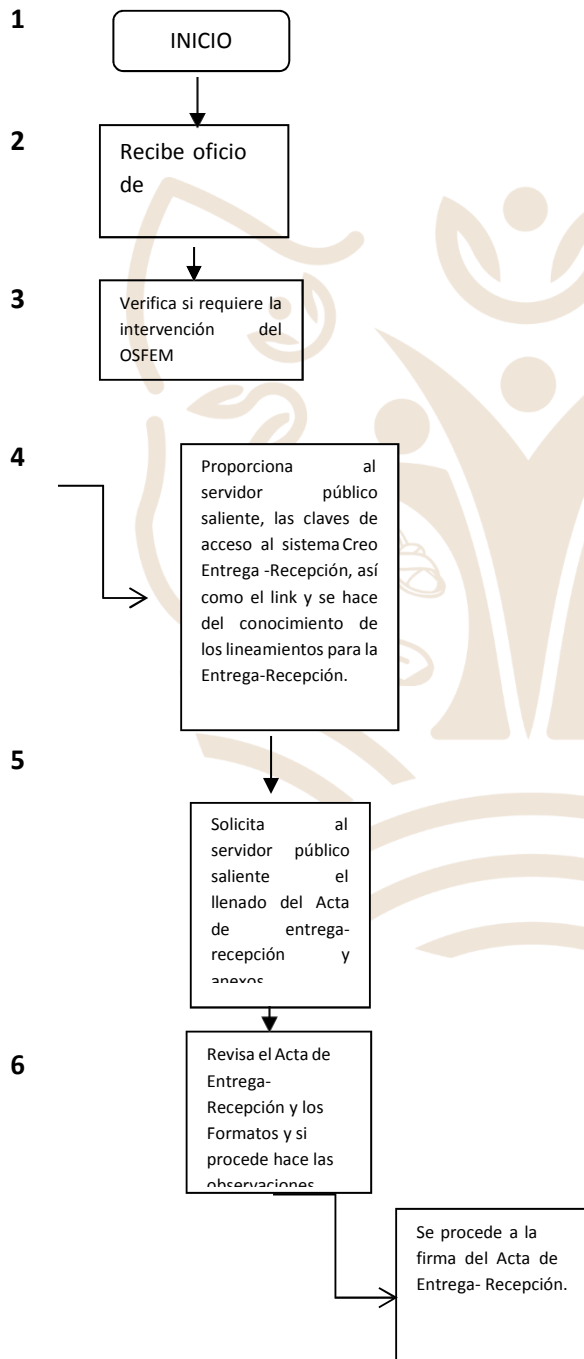 1
INICIO
2
Recibe oficio
de
3
Verifica si requiere la
intervención del
OSFEM
4
Proporciona al
servidor público
saliente, las claves de
acceso al sistema Creo
Entrega -Recepción, así
como el link y se hace
del conocimiento de
los lineamientos para la
Entrega-Recepción.
5
Solicita al
servidor público
saliente el
llenado del Acta
de entrega-
recepción y
anexos
6
Revisa el Acta de
Entrega-
Recepción y los
Formatos y si
procede hace las
observaciones
Se procede a la
firma del Acta de
Entrega- Recepción.